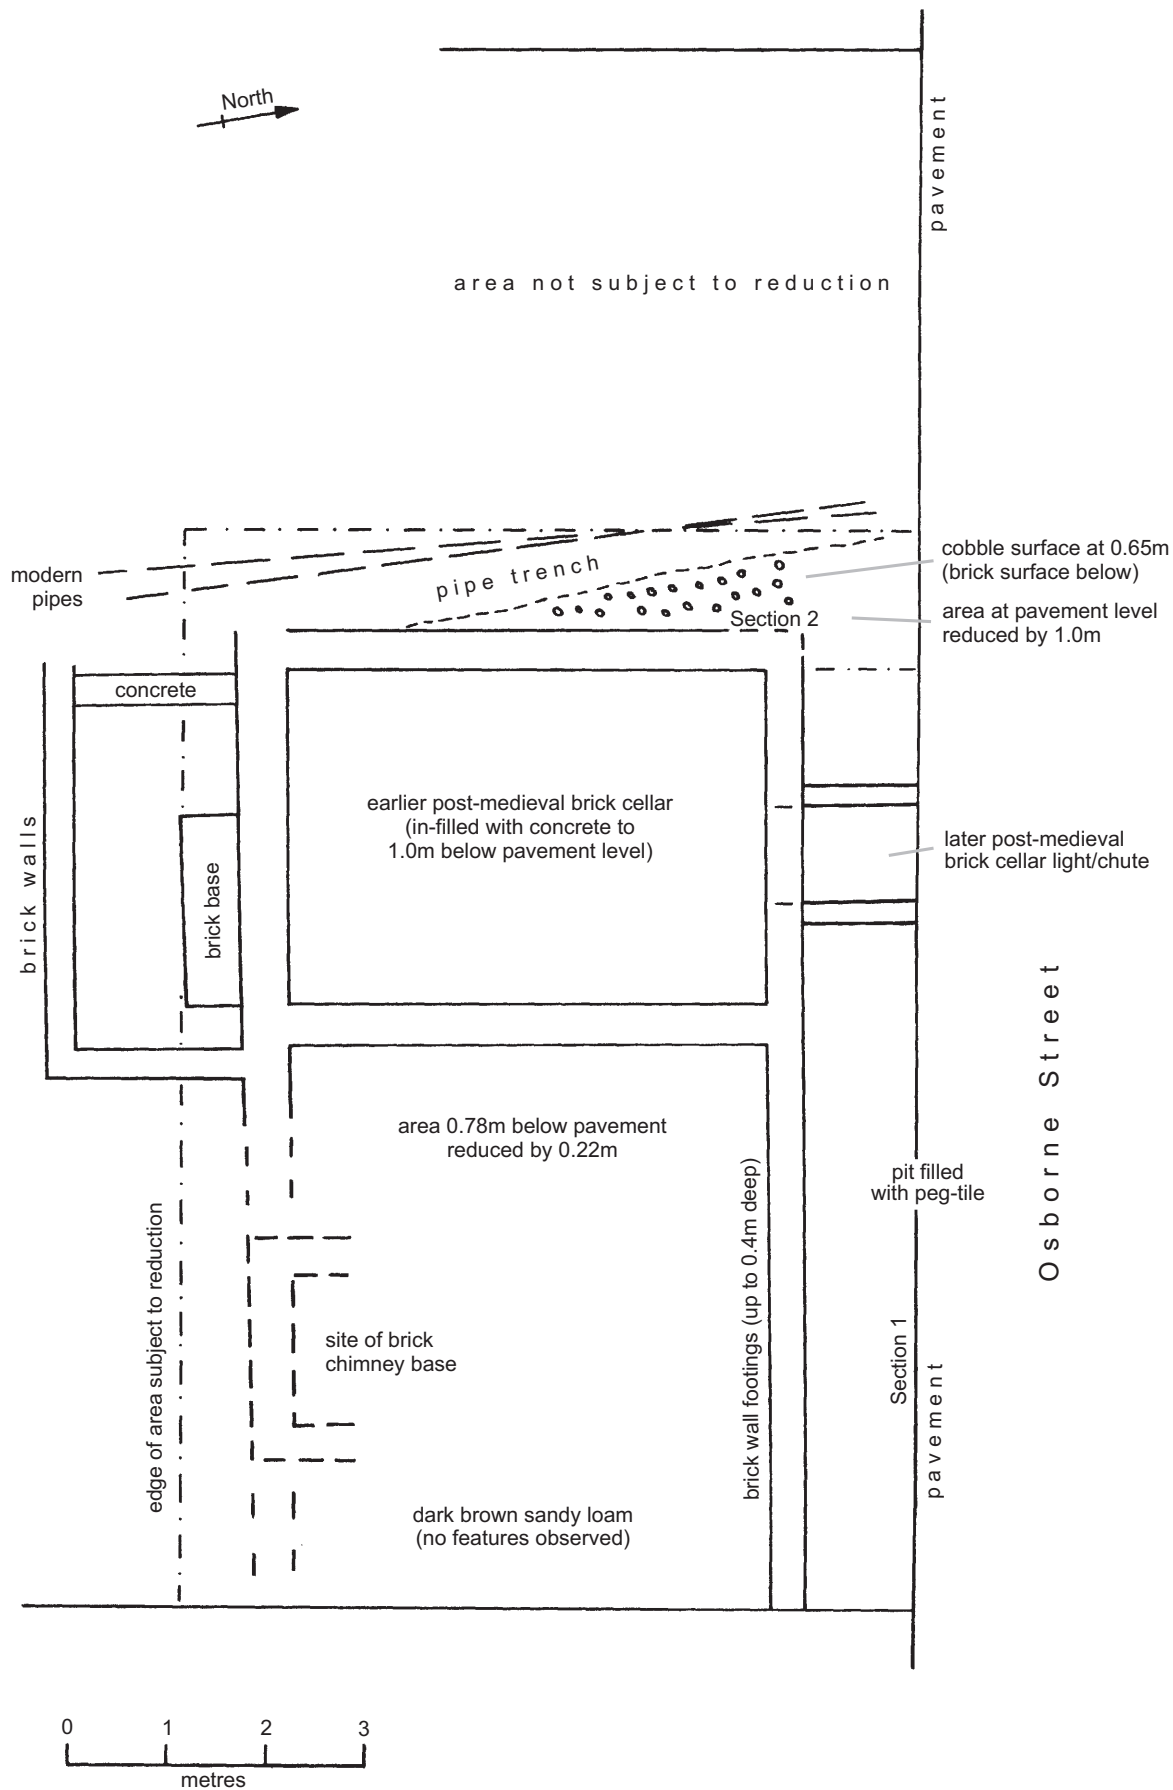 North
pavement
area not subject to reduction
modern
pipes
pipe trench
cobble surface at 0.65m
(brick surface below)
Section 2
area at pavement level
reduced by 1.0m
concrete
brick walls
brick base
earlier post-medieval brick cellar
(in-filled with concrete to
1.0m below pavement level)
later post-medieval
brick cellar light/chute
Osborne Street
area 0.78m below pavement
reduced by 0.22m
pit filled
with peg-tile
edge of area subject to reduction
site of brick
chimney base
brick wall footings (up to 0.4m deep)
Section 1
pavement
dark brown sandy loam
(no features observed)
0 1 2 3
metres